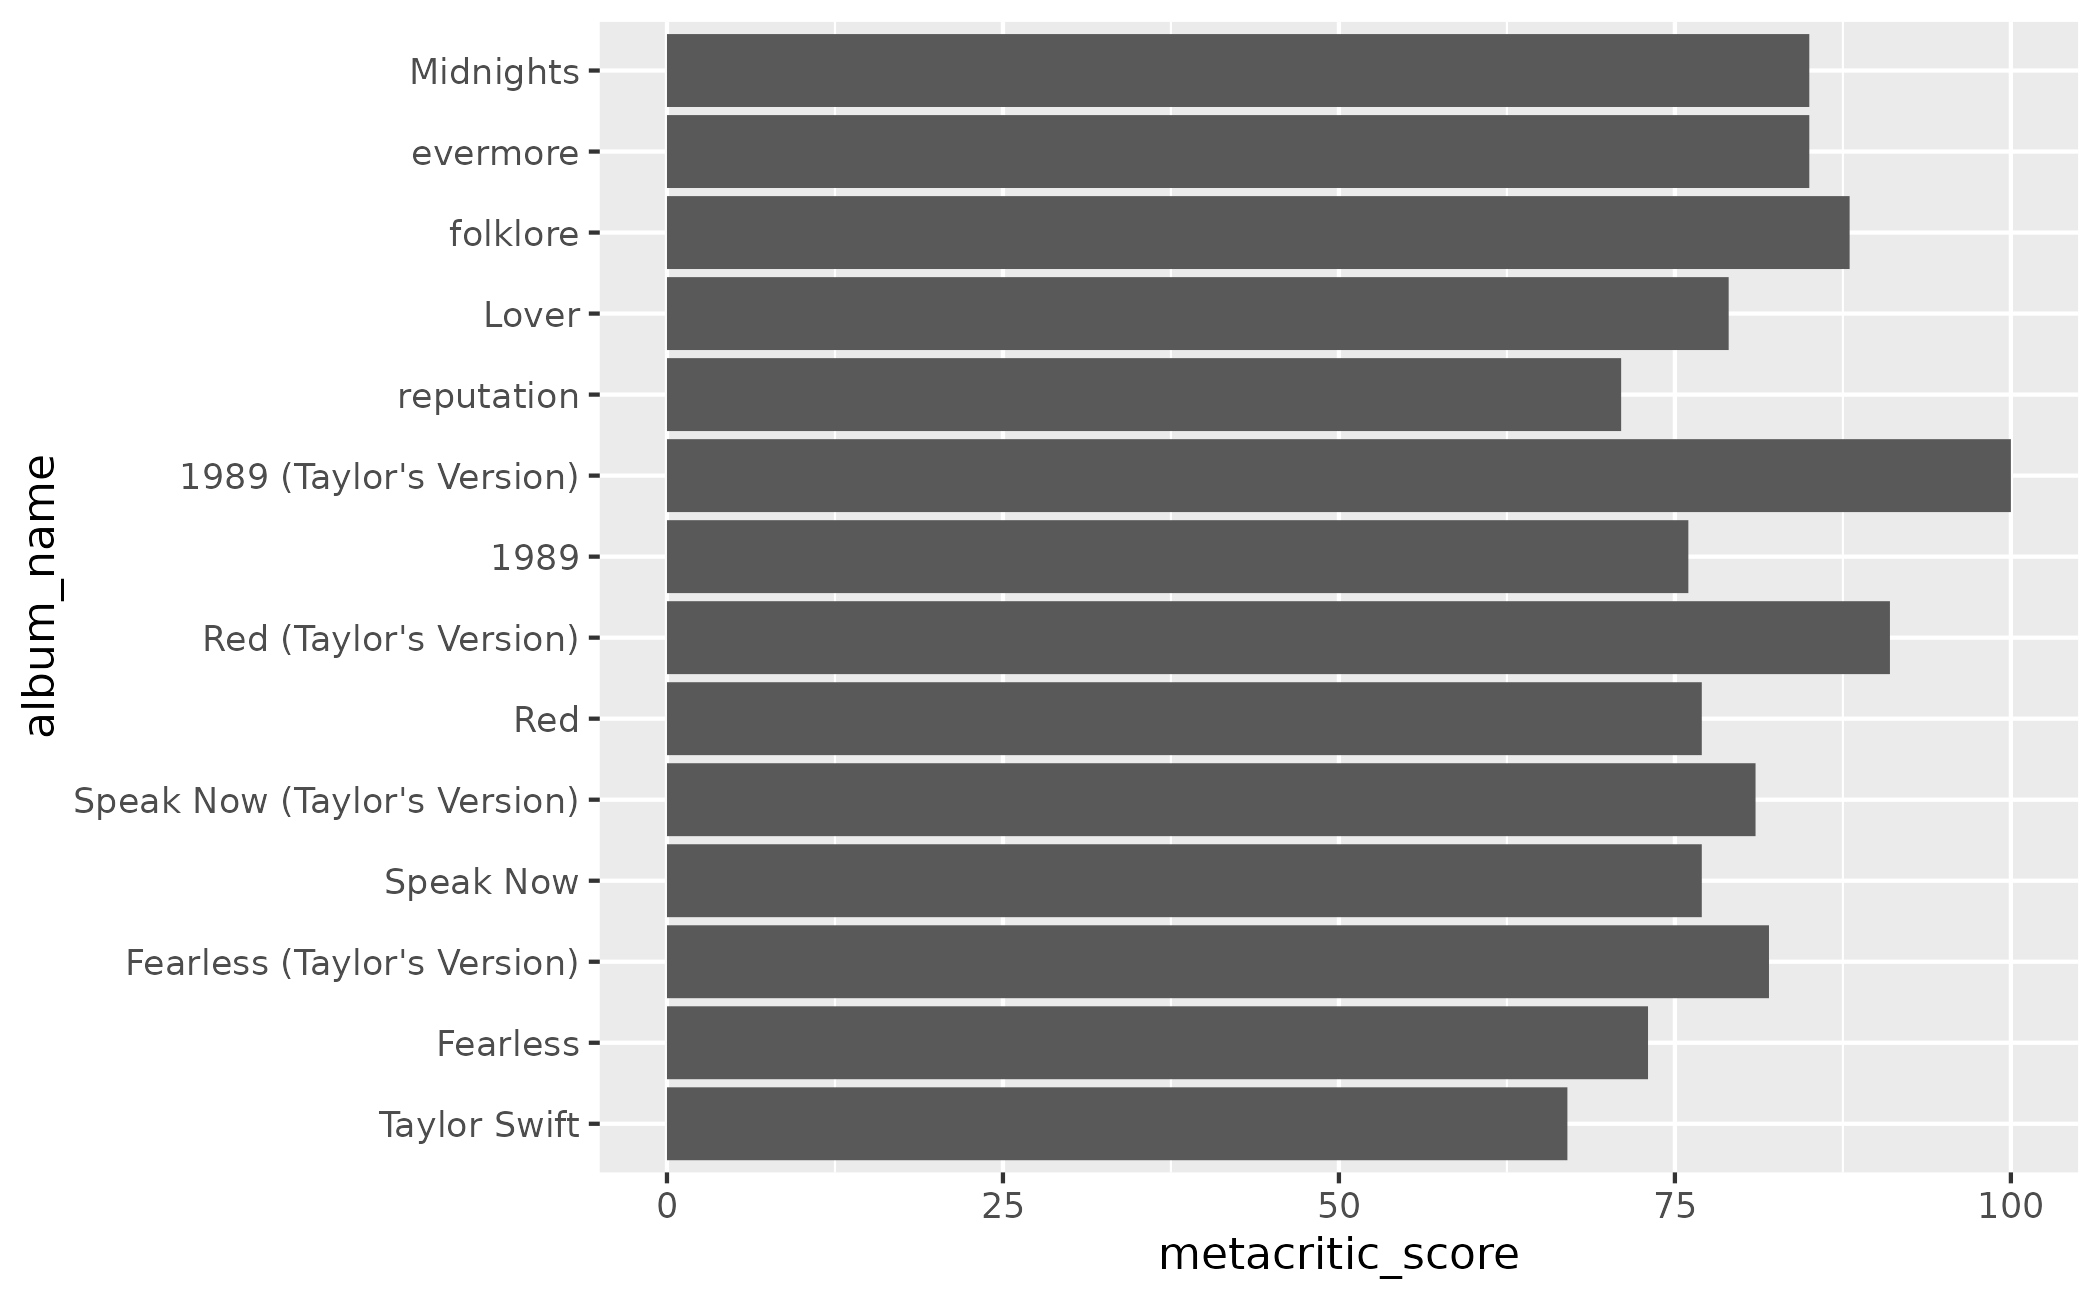 Midnights
evermore
folklore
Lover
reputation
1989 (Taylor's Version)
1989
Red (Taylor's Version)
Red
Speak Now (Taylor's Version)
Speak Now
Fearless (Taylor's Version)
Fearless
Taylor Swift
album_name
0 25 50 75 100
metacritic_score